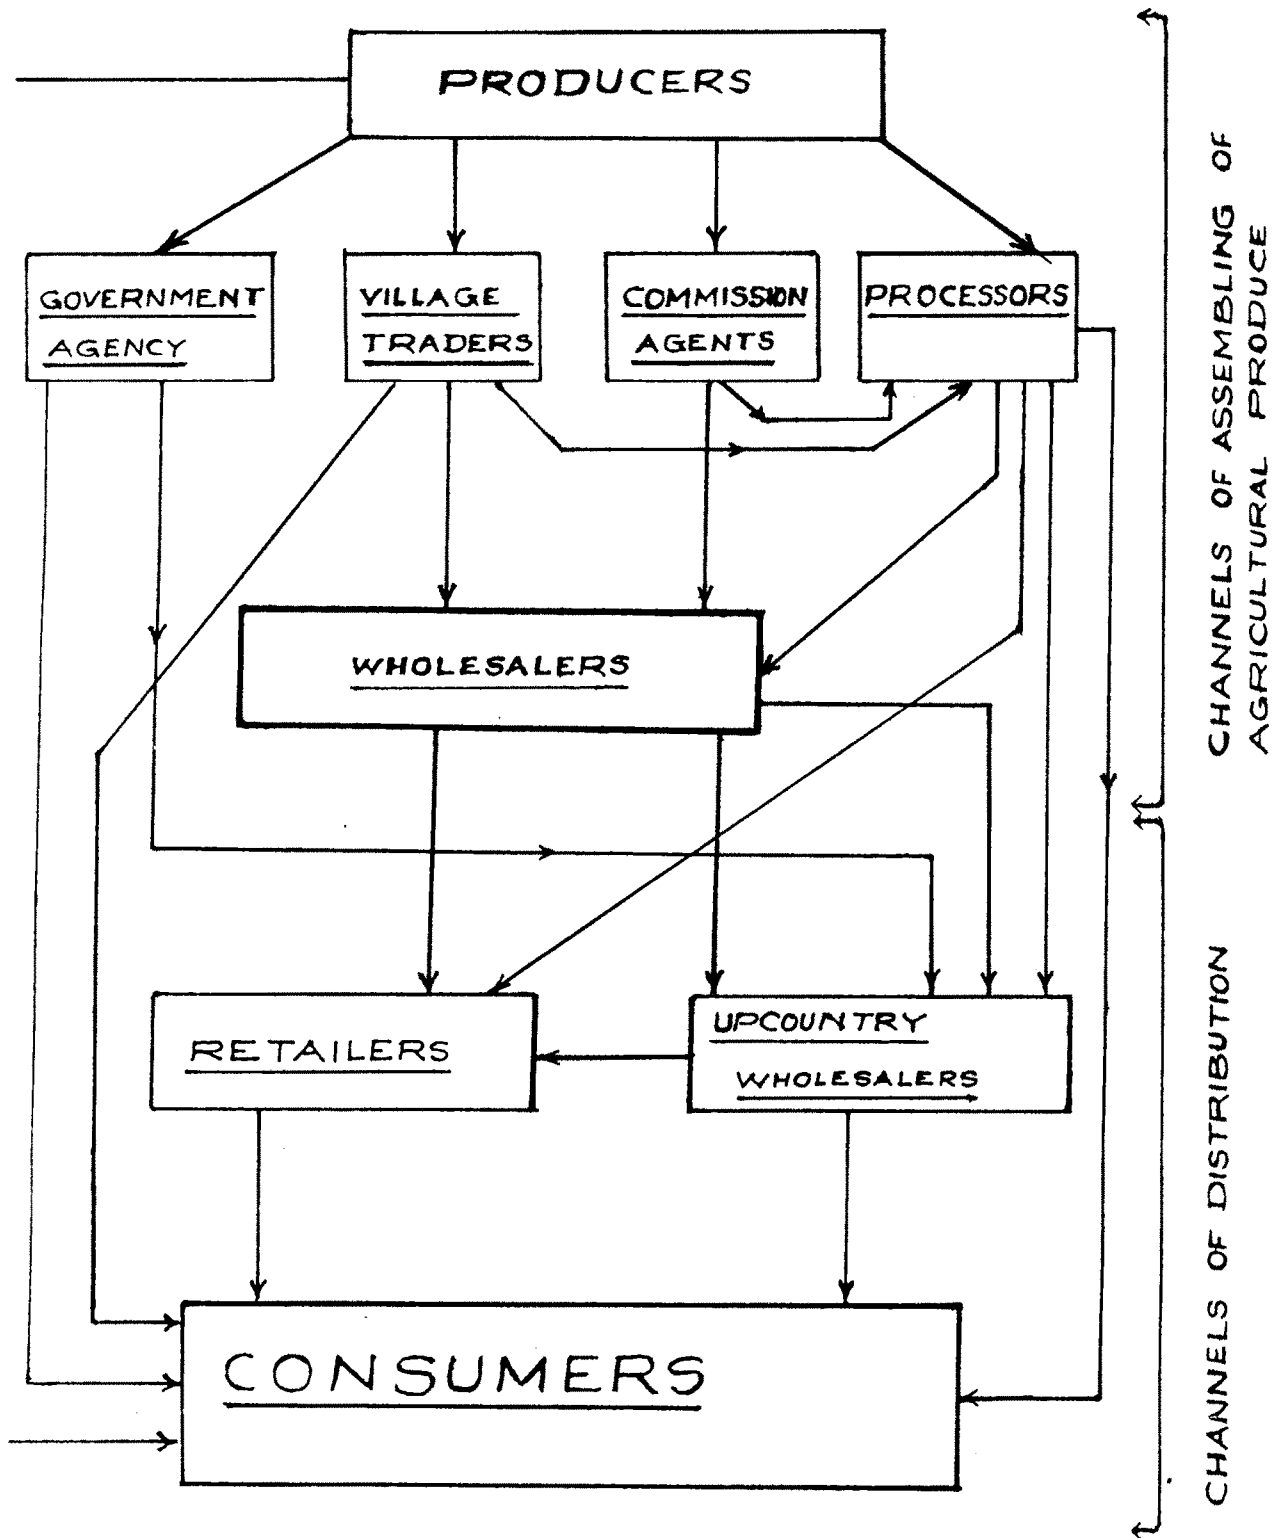 PRODUCERS
GOVERNMENT
AGENCY
VILLAGE
TRADERS
COMMISSION
AGENTS
PROCESSORS
WHOLESALERS
RETAILERS
UPCOUNTRY
WHOLESALERS
CONSUMERS
CHANNELS OF ASSEMBLING OF
AGRICULTURAL PRODUCE
CHANNELS OF DISTRIBUTION